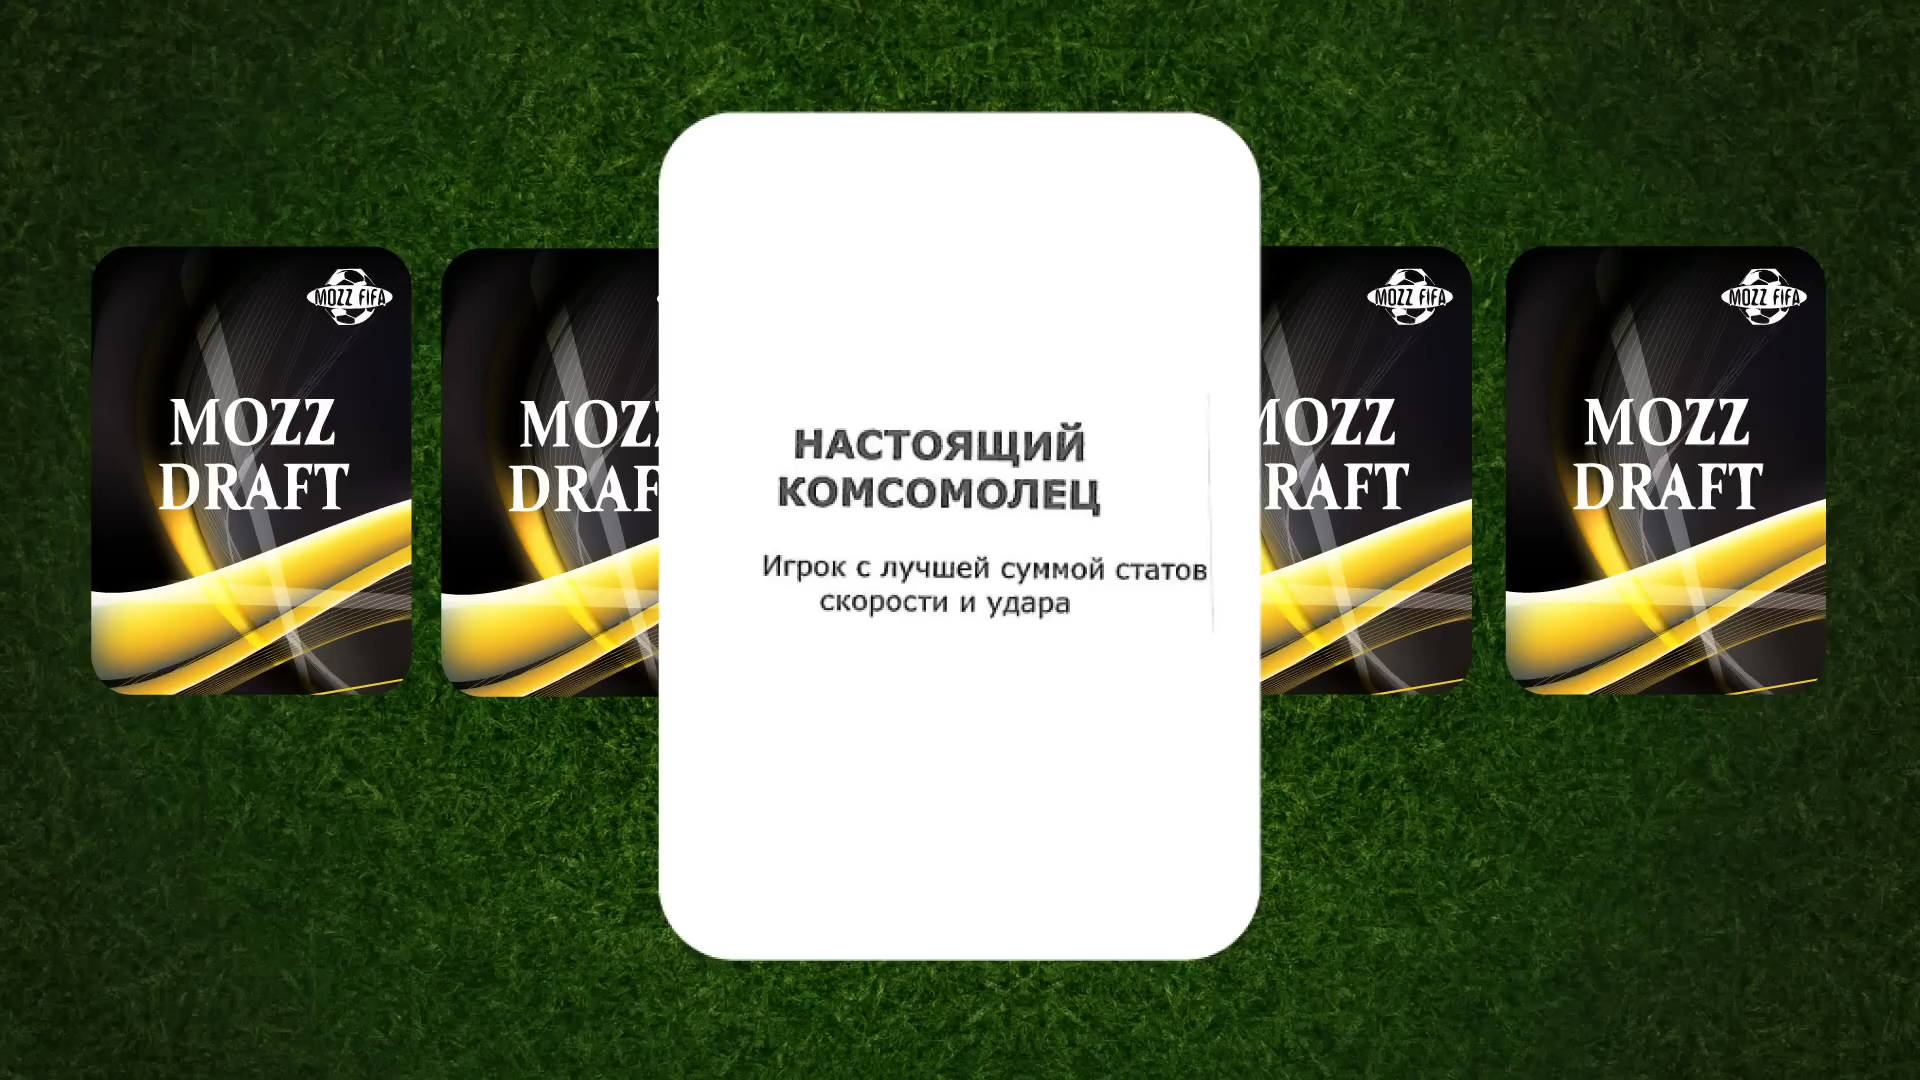 MOZZ FIFA
MOZZ
DRAFT
MOZZ
DRAF
НАСТОЯЩИЙ
КОМСОМОЛЕЦ
Игрок с лучшей суммой статов
скорости и удара
MOZZ FIFA
MOZZ
RAFT
MOZZ FIFA
MOZZ
DRAFT